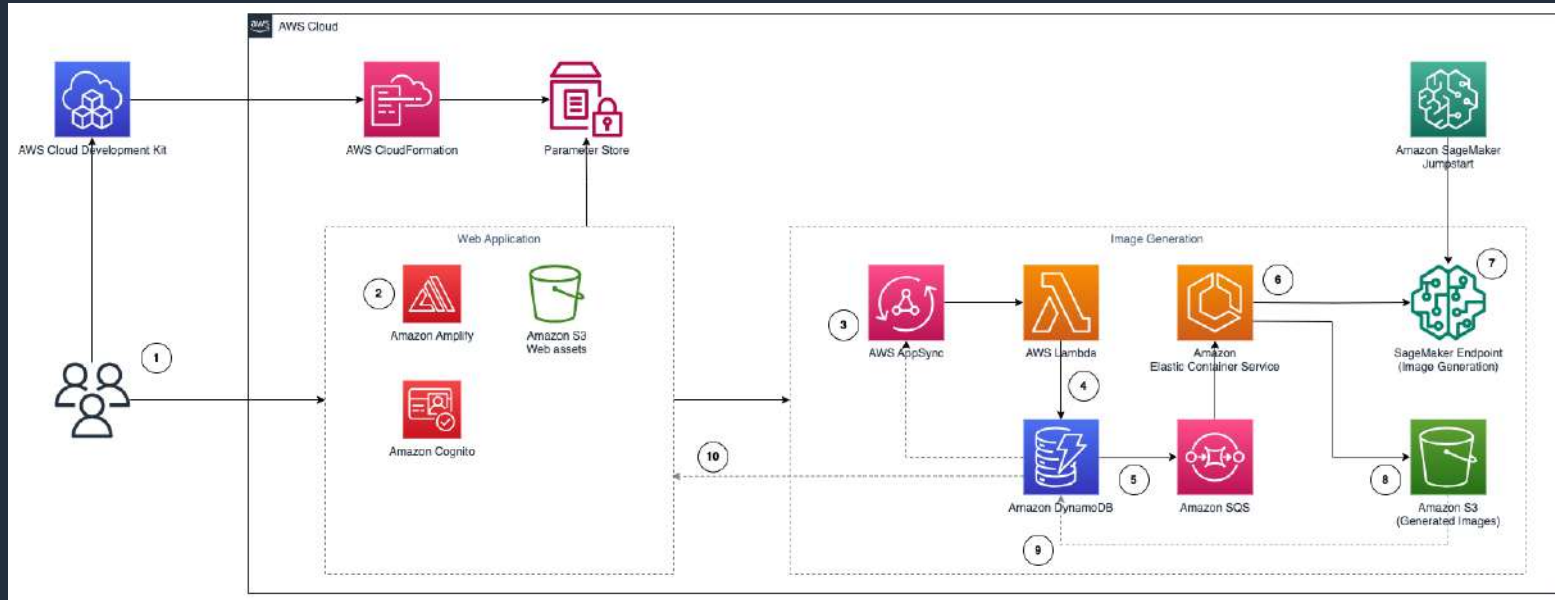 aws
AWS Cloud
AWS Cloud Development Kit
AWS CloudFormation
Parameter Store
Amazon SageMaker
Jumpstart
Web Application
Image Generation
2
Amazon Amplify
Amazon S3
Web assets
3
AWS AppSync
AWS Lambda
Amazon
Elastic Container Service
6
7
SageMaker Endpoint
(Image Generation)
1
4
Amazon Cognito
10
Amazon DynamoDB
5
Amazon SQS
8
Amazon S3
(Generated Images)
9